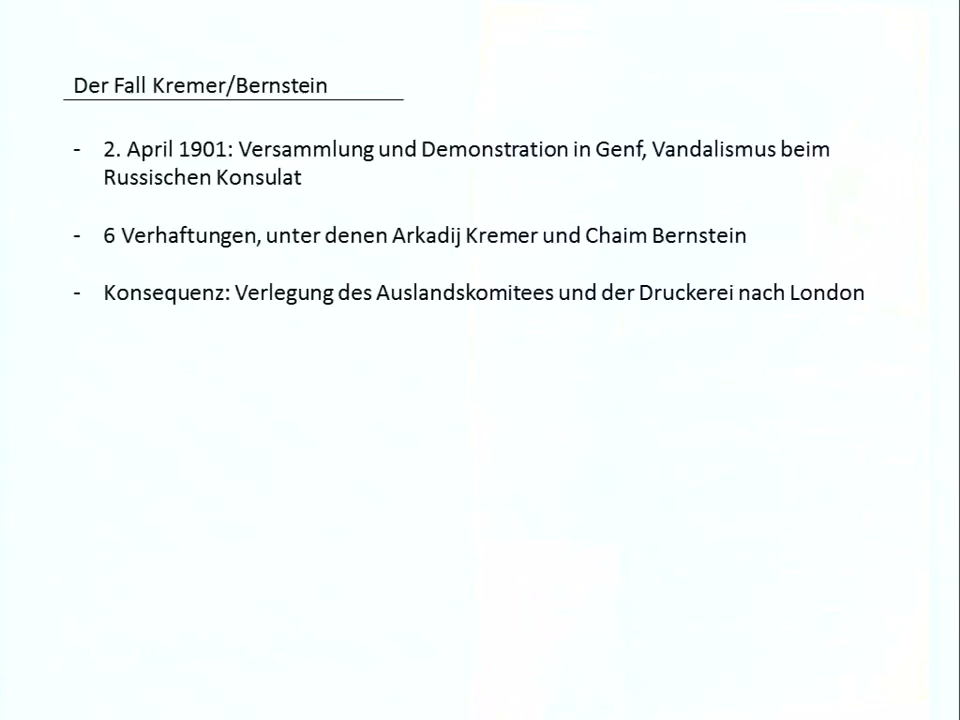 Der Fall Kremer/Bernstein
- 2. April 1901: Versammlung und Demonstration in Genf, Vandalismus beim
Russischen Konsulat
- 6 Verhaftungen, unter denen Arkadij Kremer und Chaim Bernstein
- Konsequenz: Verlegung des Auslandskomitees und der Druckerei nach London